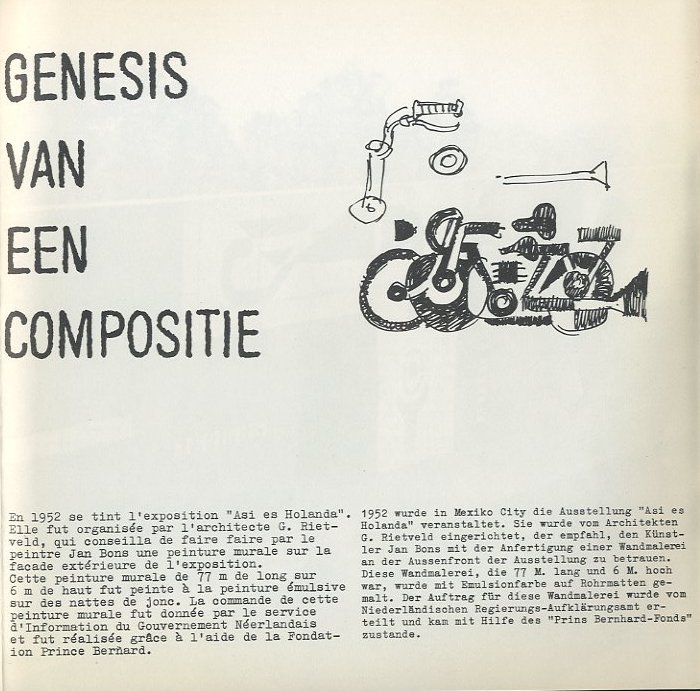 GENESIS
VAN
EEN
COMPOSITIE
En 1952 se tint l'exposition "Asi es Holanda".
Elle fut organisée par l'architecte G. Riet-
veld, qui conseilla de faire faire par le
peintre Jan Bons une peinture murale sur la
facade extérieure de l'exposition.
Cette peinture murale de 77 m de long sur
6 m de haut fut peinte à la peinture émulsive
sur des nattes de jonc. La commande de cette
peinture murale fut donnée par le service
d'Information du Gouvernement Néerlandais
et fut réalisée grâce à l'aide de la Fondat-
ion Prince Bernard.
1952 wurde in Mexiko City die Ausstellung "Asi es
Holanda" veranstaltet. Sie wurde vom Architekten
G. Rietveld eingerichtet, der empfahl, den Künst-
ler Jan Bons mit der Anfertigung einer Wandmalerei
an der Aussenfront der Ausstellung zu betrauen.
Diese Wandmalerei, die 77 M. lang und 6 M. hoch
war, wurde mit Emulsionfarbe auf Rohrmatten ge-
malt. Der Auftrag für diese Wandmalerei wurde vom
Niederländischen Regierungs-Aufklärungsamt er-
teilt und kam mit Hilfe des "Prins Bernhard-Fonds"
zustande.